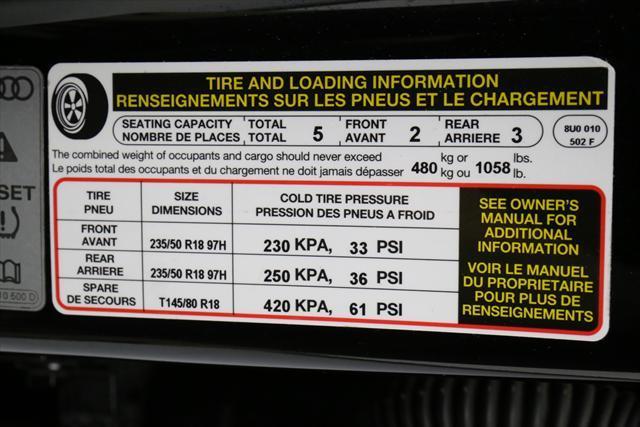 TIRE AND LOADING INFORMATION
RENSEIGNEMENTS SUR LES PNEUS ET LE CHARGEMENT
SEATING CAPACITY TOTAL 5 FRONT 2 REAR 3
NOMBRE DE PLACES TOTAL AVANT ARRIERE
8U0 010
502 F
The combined weight of occupants and cargo should never exceed 480 kg or 1058 lbs.
Le poids total des occupants et du chargement ne doit jamais dépasser kg ou lb.
TIRE SIZE COLD TIRE PRESSURE
PNEU DIMENSIONS PRESSION DES PNEUS A FROID
FRONT
AVANT 235/50 R18 97H 230 KPA, 33 PSI
REAR
ARRIERE 235/50 R18 97H 250 KPA, 36 PSI
SPARE
DE SECOURS T145/80 R18 420 KPA, 61 PSI
SEE OWNER'S
MANUAL FOR
ADDITIONAL
INFORMATION
VOIR LE MANUEL
DU PROPRIETAIRE
POUR PLUS DE
RENSEIGNEMENTS
SET